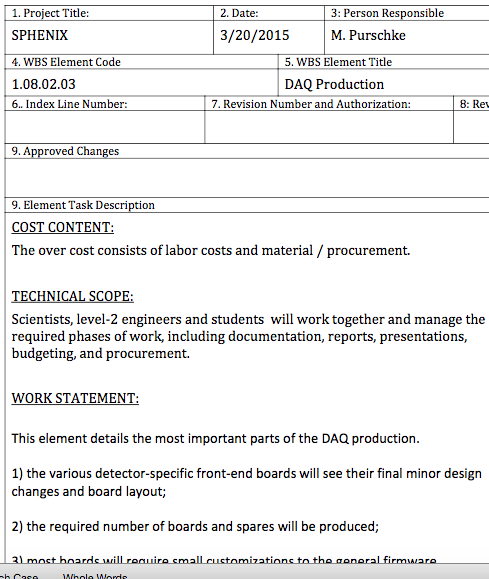 1. Project Title: 2. Date: 3: Person Responsible
SPHENIX 3/20/2015 M. Purschke
4. WBS Element Code 5. WBS Element Title
1.08.02.03 DAQ Production
6.. Index Line Number: 7. Revision Number and Authorization: 8:
9. Approved Changes
9. Element Task Description
COST CONTENT:
The over cost consists of labor costs and material / procurement.
TECHNICAL SCOPE:
Scientists, level-2 engineers and students will work together and manage the
required phases of work, including documentation, reports, presentations,
budgeting, and procurement.
WORK STATEMENT:
This element details the most important parts of the DAQ production.
1) the various detector-specific front-end boards will see their final minor design
changes and board layout;
2) the required number of boards and spares will be produced;
3) most boards will require small customizations to the general firmware
Case Whole Words